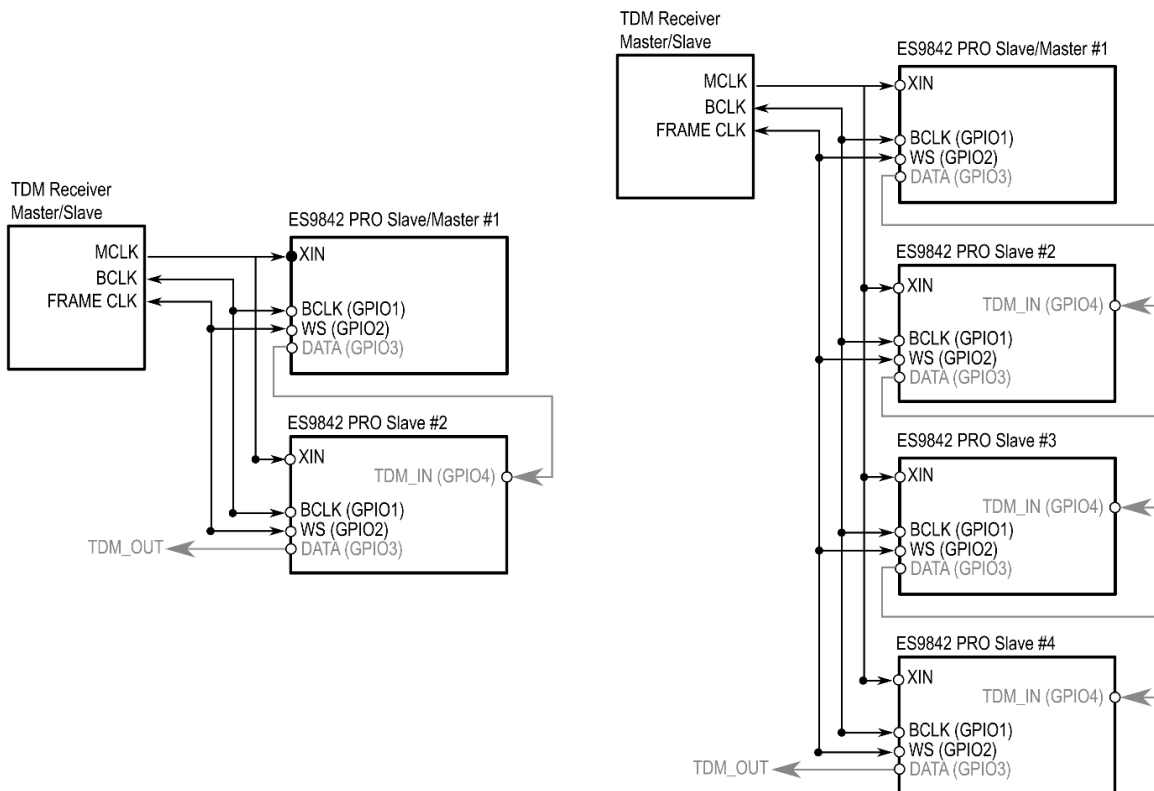 TDM Receiver
Master/Slave
MCLK
BCLK
FRAME CLK
ES9842 PRO Slave/Master #1
XIN
BCLK (GPIO1)
WS (GPIO2)
DATA (GPIO3)
ES9842 PRO Slave #2
XIN
TDM_IN (GPIO4)
BCLK (GPIO1)
WS (GPIO2)
DATA (GPIO3)
TDM_OUT
TDM Receiver
Master/Slave
MCLK
BCLK
FRAME CLK
ES9842 PRO Slave/Master #1
XIN
BCLK (GPIO1)
WS (GPIO2)
DATA (GPIO3)
ES9842 PRO Slave #2
XIN
TDM_IN (GPIO4)
BCLK (GPIO1)
WS (GPIO2)
DATA (GPIO3)
ES9842 PRO Slave #3
XIN
TDM_IN (GPIO4)
BCLK (GPIO1)
WS (GPIO2)
DATA (GPIO3)
ES9842 PRO Slave #4
XIN
TDM_IN (GPIO4)
BCLK (GPIO1)
WS (GPIO2)
DATA (GPIO3)
TDM_OUT